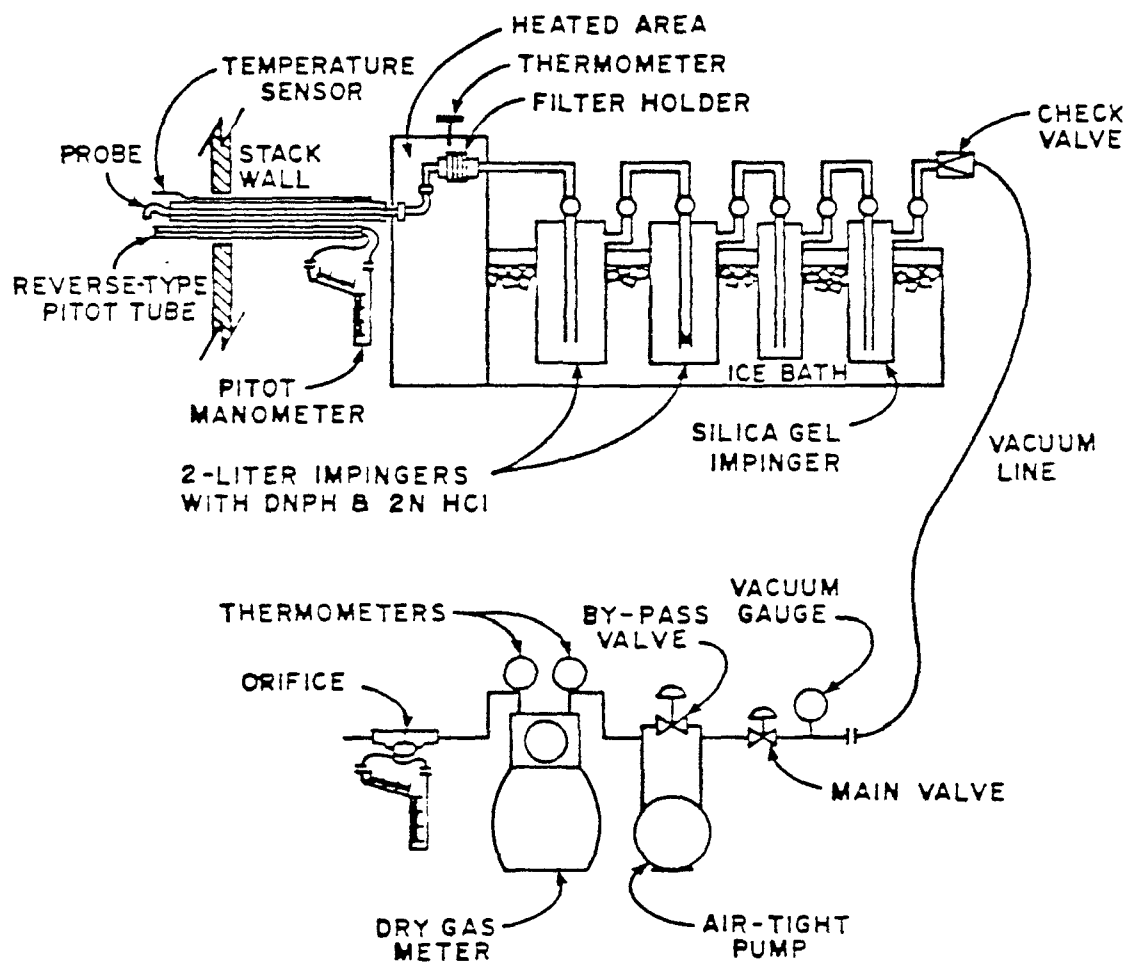 HEATED AREA
THERMOMETER
FILTER HOLDER
TEMPERATURE
SENSOR
CHECK
VALVE
PROBE
STACK
WALL
REVERSE-TYPE
PITOT TUBE
PITOT
MANOMETER
ICE BATH
SILICA GEL
IMPINGER
VACUUM
LINE
2-LITER IMPINGERS
WITH DNPH & 2N HCl
THERMOMETERS
BY-PASS
VALVE
VACUUM
GAUGE
ORIFICE
MAIN VALVE
DRY GAS
METER
AIR-TIGHT
PUMP